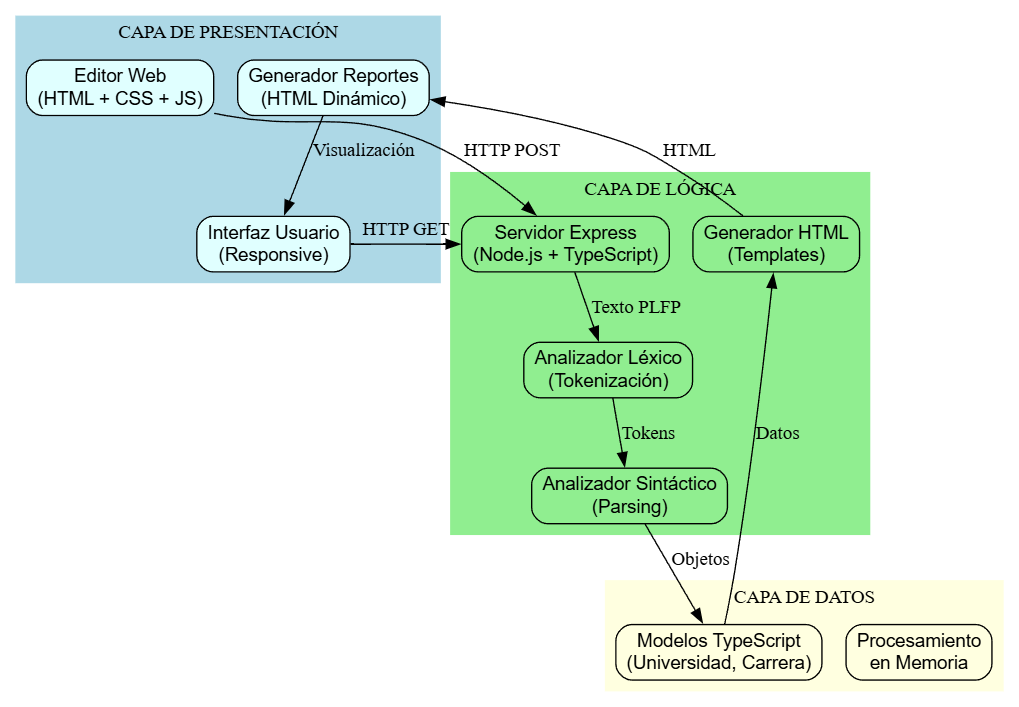 CAPA DE PRESENTACIÓN
Editor Web
(HTML + CSS + JS)
Generador Reportes
(HTML Dinámico)
Visualización
HTTP POST
HTML
CAPA DE LÓGICA
Interfaz Usuario
(Responsive)
HTTP GET
Servidor Express
(Node.js + TypeScript)
Generador HTML
(Templates)
Texto PLFP
Analizador Léxico
(Tokenización)
Tokens
Datos
Analizador Sintáctico
(Parsing)
Objetos
CAPA DE DATOS
Modelos TypeScript
(Universidad, Carrera)
Procesamiento
en Memoria